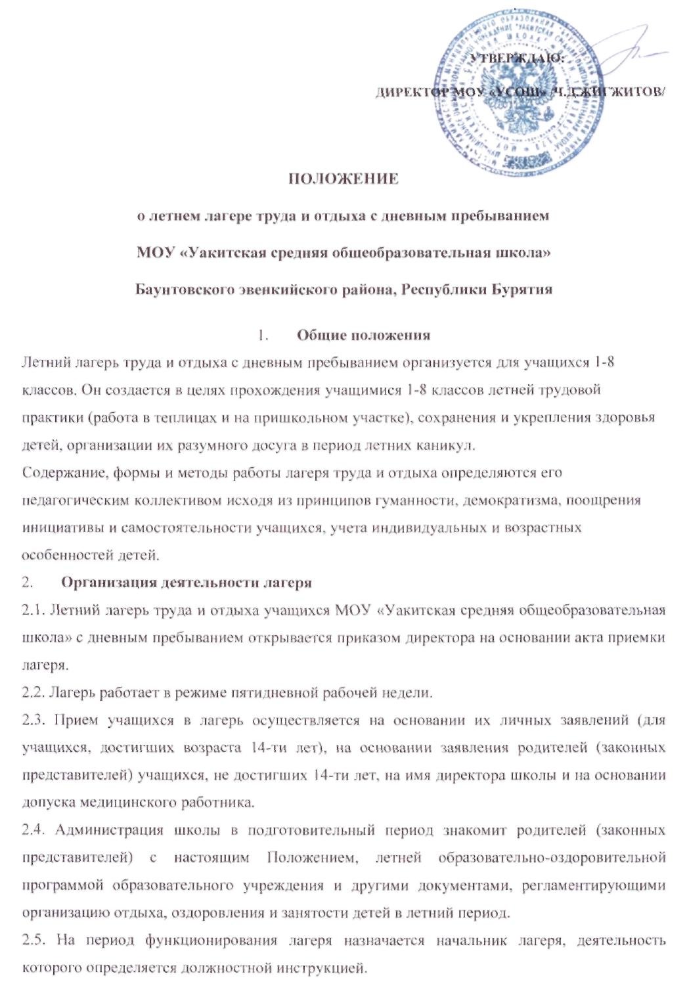 УТВЕРЖДАЮ:
ДИРЕКТОР МОУ «УСОШ» /Ч.Д.ЖИГЖИТОВ/
ПОЛОЖЕНИЕ
о летнем лагере труда и отдыха с дневным пребыванием
МОУ «Уакитская средняя общеобразовательная школа»
Баунтовского эвенкийского района, Республики Бурятия
1. Общие положения
Летний лагерь труда и отдыха с дневным пребыванием организуется для учащихся 1-8
классов. Он создается в целях прохождения учащимися 1-8 классов летней трудовой
практики (работа в теплицах и на пришкольном участке), сохранения и укрепления здоровья
детей, организации их разумного досуга в период летних каникул.
Содержание, формы и методы работы лагеря труда и отдыха определяются его
педагогическим коллективом исходя из принципов гуманности, демократизма, поощрения
инициативы и самостоятельности учащихся, учета индивидуальных и возрастных
особенностей детей.
2. Организация деятельности лагеря
2.1. Летний лагерь труда и отдыха учащихся МОУ «Уакитская средняя общеобразовательная
школа» с дневным пребыванием открывается приказом директора на основании акта приемки
лагеря.
2.2. Лагерь работает в режиме пятидневной рабочей недели.
2.3. Прием учащихся в лагерь осуществляется на основании их личных заявлений (для
учащихся, достигших возраста 14-ти лет), на основании заявления родителей (законных
представителей) учащихся, не достигших 14-ти лет, на имя директора школы и на основании
допуска медицинского работника.
2.4. Администрация школы в подготовительный период знакомит родителей (законных
представителей) с настоящим Положением, летней образовательно-оздоровительной
программой образовательного учреждения и другими документами, регламентирующими
организацию отдыха, оздоровления и занятости детей в летний период.
2.5. На период функционирования лагеря назначается начальник лагеря, деятельность
которого определяется должностной инструкцией.